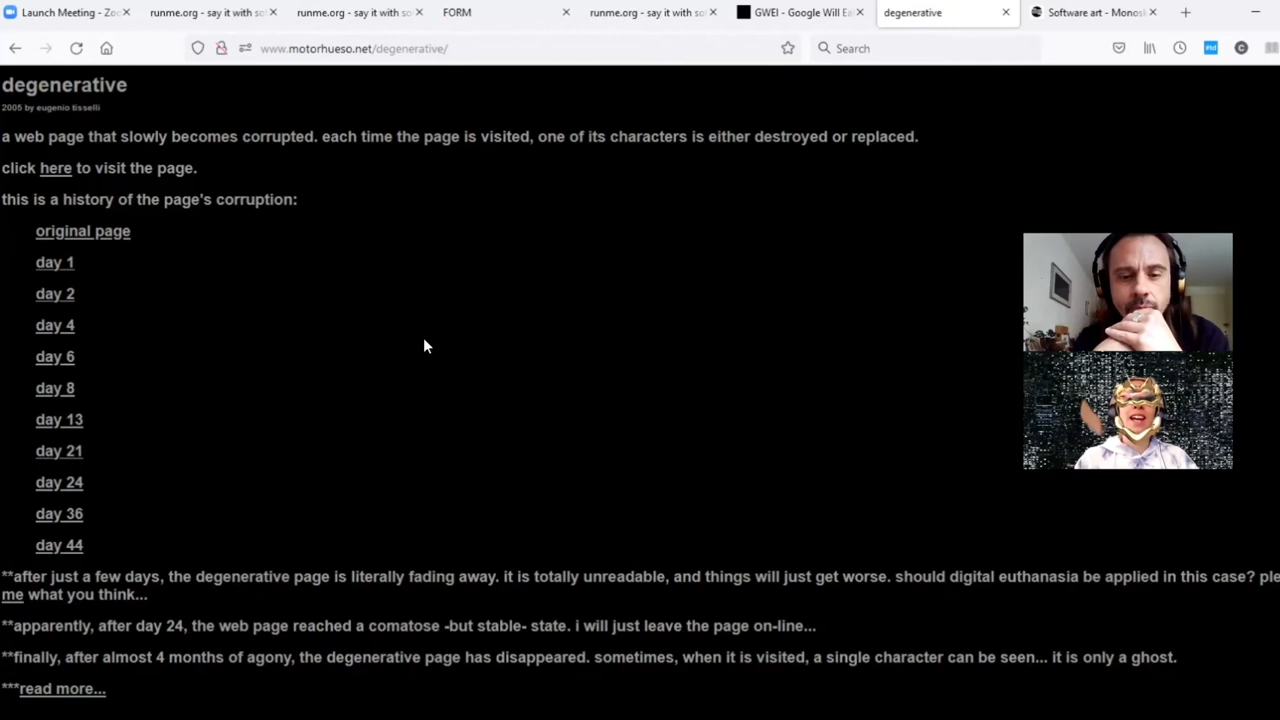 Launch Meeting - Zoo
runme.org - say it with so
runme.org - say it with so
FORM
runme.org - say it with so
GWEI - Google Will Ea
degenerative
Software art - Monosk
www.motorhueso.net/degenerative/
Search
degenerative
2005 by eugenio tisselli
a web page that slowly becomes corrupted. each time the page is visited, one of its characters is either destroyed or replaced.
click here to visit the page.
this is a history of the page's corruption:
original page
day 1
day 2
day 4
day 6
day 8
day 13
day 21
day 24
day 36
day 44
**after just a few days, the degenerative page is literally fading away. it is totally unreadable, and things will just get worse. should digital euthanasia be applied in this case? ple
me what you think...
**apparently, after day 24, the web page reached a comatose -but stable- state. i will just leave the page on-line...
**finally, after almost 4 months of agony, the degenerative page has disappeared. sometimes, when it is visited, a single character can be seen... it is only a ghost.
***read more...